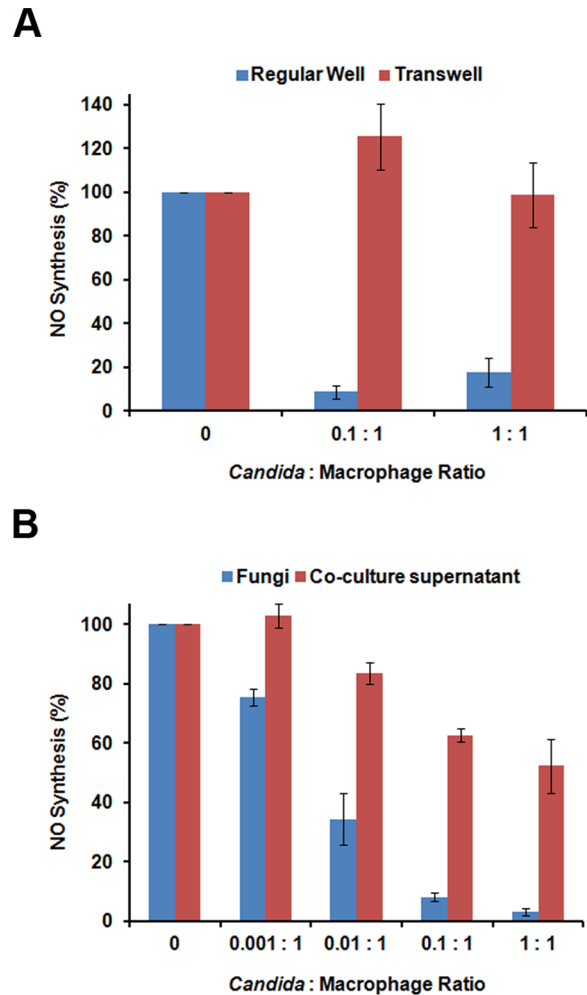 A
Regular Well Transwell
140
120
100
80
60
40
20
0
NO Synthesis (%)
0 0.1 : 1 1 : 1
Candida : Macrophage Ratio
B
Fungi Co-culture supernatant
100
80
60
40
20
0
NO Synthesis (%)
0 0.001 : 1 0.01 : 1 0.1 : 1 1 : 1
Candida : Macrophage Ratio